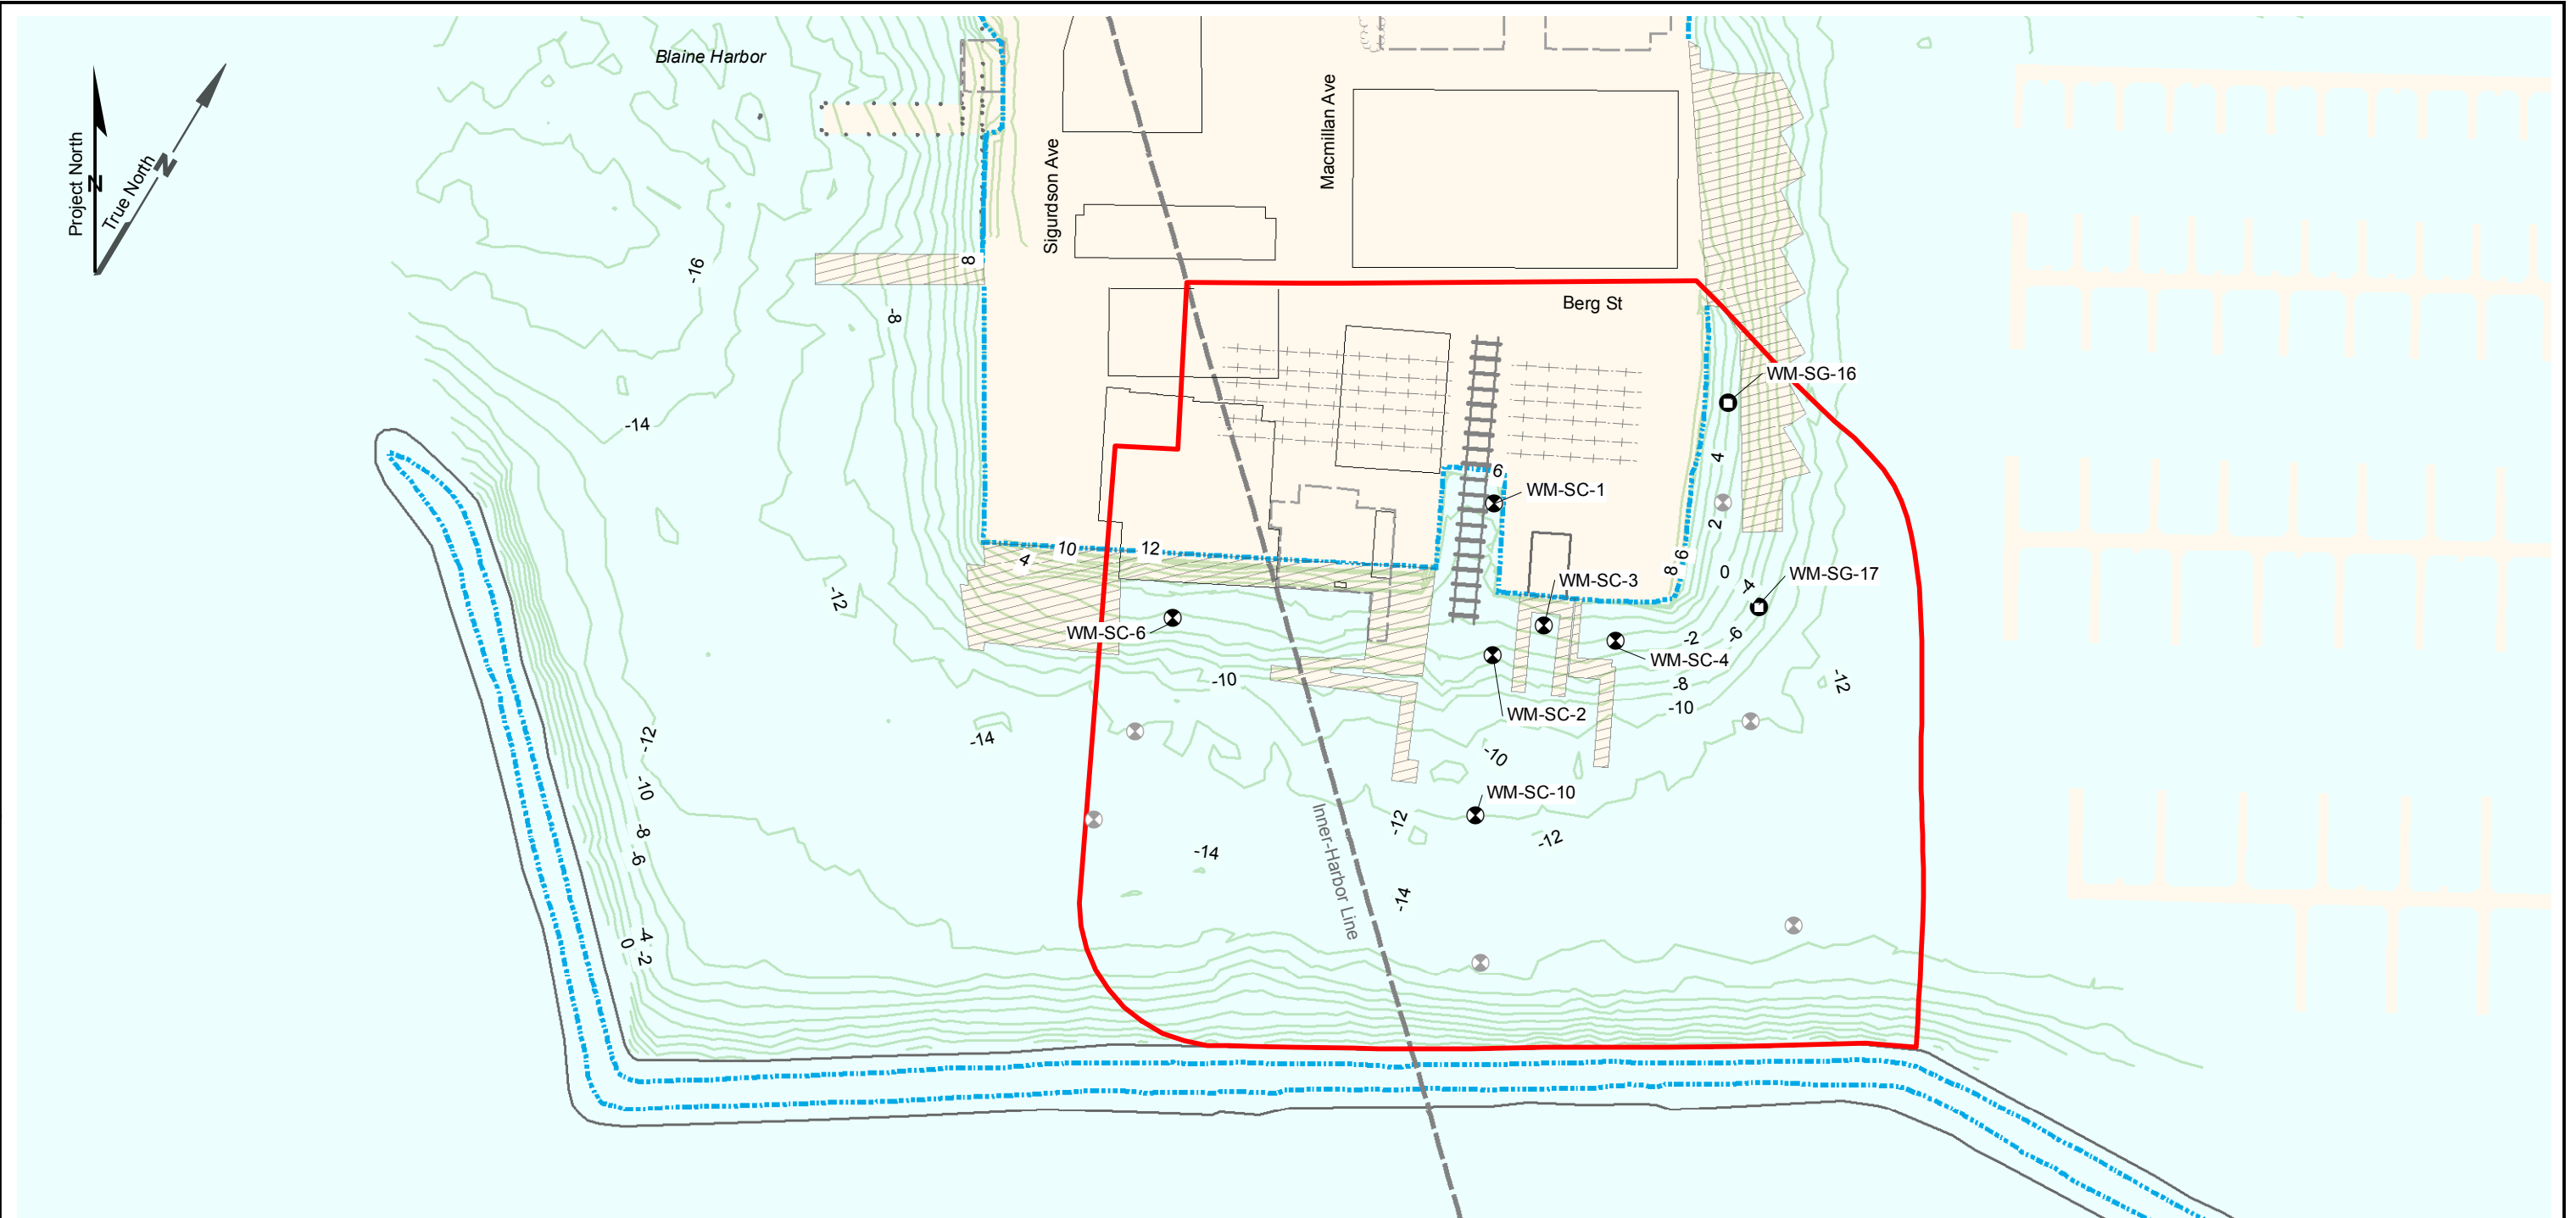 Blaine Harbor
Project North
N
True North
N
Sigurdson Ave
Macmillan Ave
Berg St
-16
8
-8
-14
WM-SG-16
4
6
WM-SC-1
2
10
12
4
6
8
0
-4
WM-SG-17
WM-SC-3
-12
WM-SC-6
-2
-6
WM-SC-4
-10
-8
-12
-10
WM-SC-2
-12
-14
-10
-10
WM-SC-10
-12
-12
-8
-6
-14
Inner-Harbor Line
-14
-4
0
-2